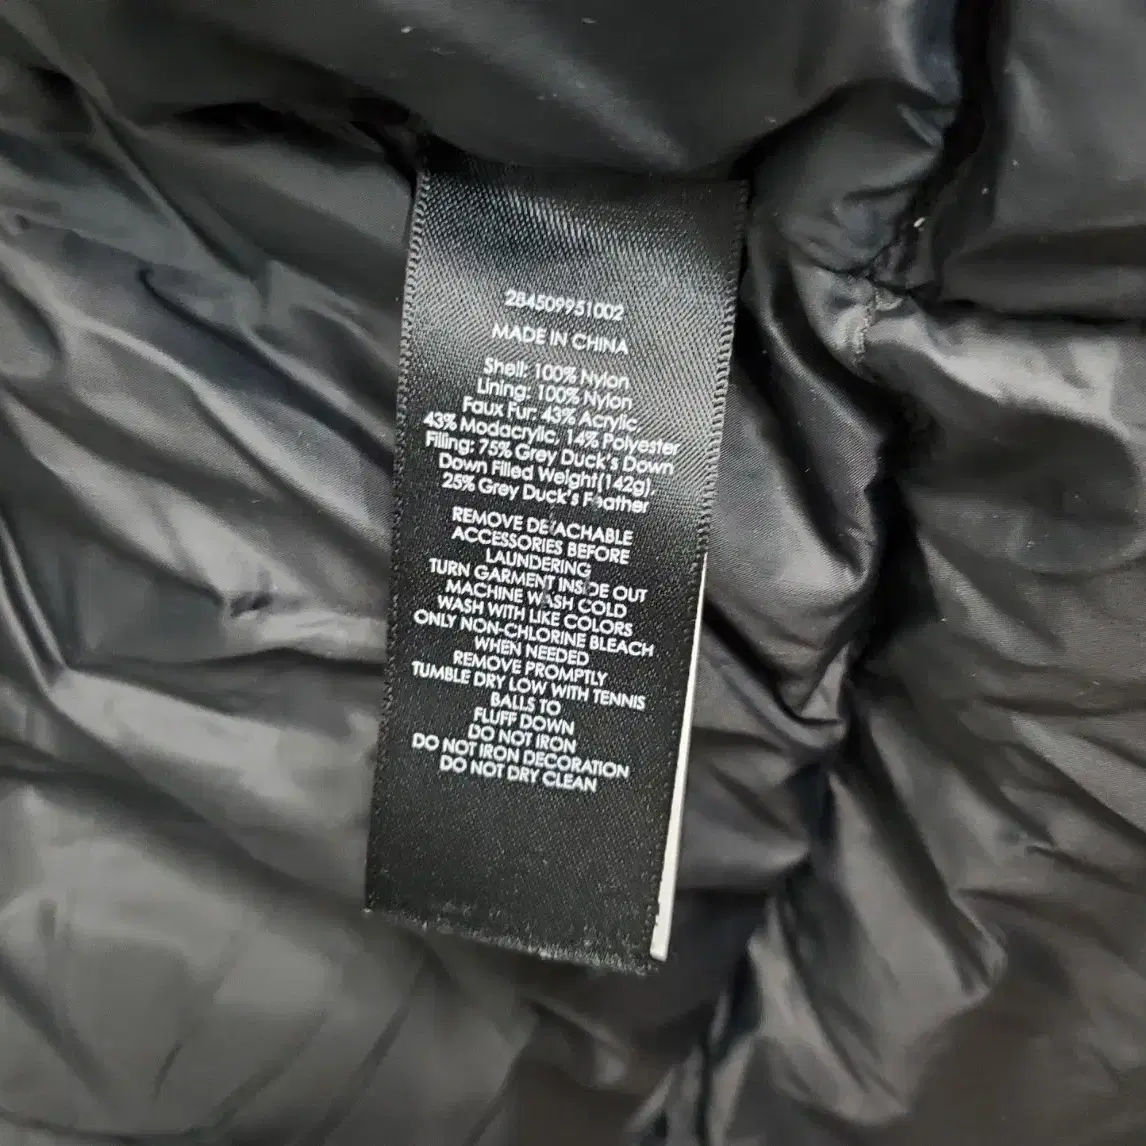 284509951002
MADE IN CHINA
Shell: 100% Nylon
Lining: 100% Nylon
Faux Fur: 43% Acrylic
43% Modacrylic, 14% Polyester
Filling: 75% Grey Duck's Down
Down Filled Weight(142g),
25% Grey Duck's Feather
REMOVE DETACHABLE
ACCESSORIES BEFORE
LAUNDERING
TURN GARMENT INSIDE OUT
MACHINE WASH COLD
WASH WITH LIKE COLORS
ONLY NON-CHLORINE BLEACH
WHEN NEEDED
REMOVE PROMPTLY
TUMBLE DRY LOW WITH TENNIS
BALLS TO
FLUFF DOWN
DO NOT IRON
DO NOT IRON DECORATION
DO NOT DRY CLEAN